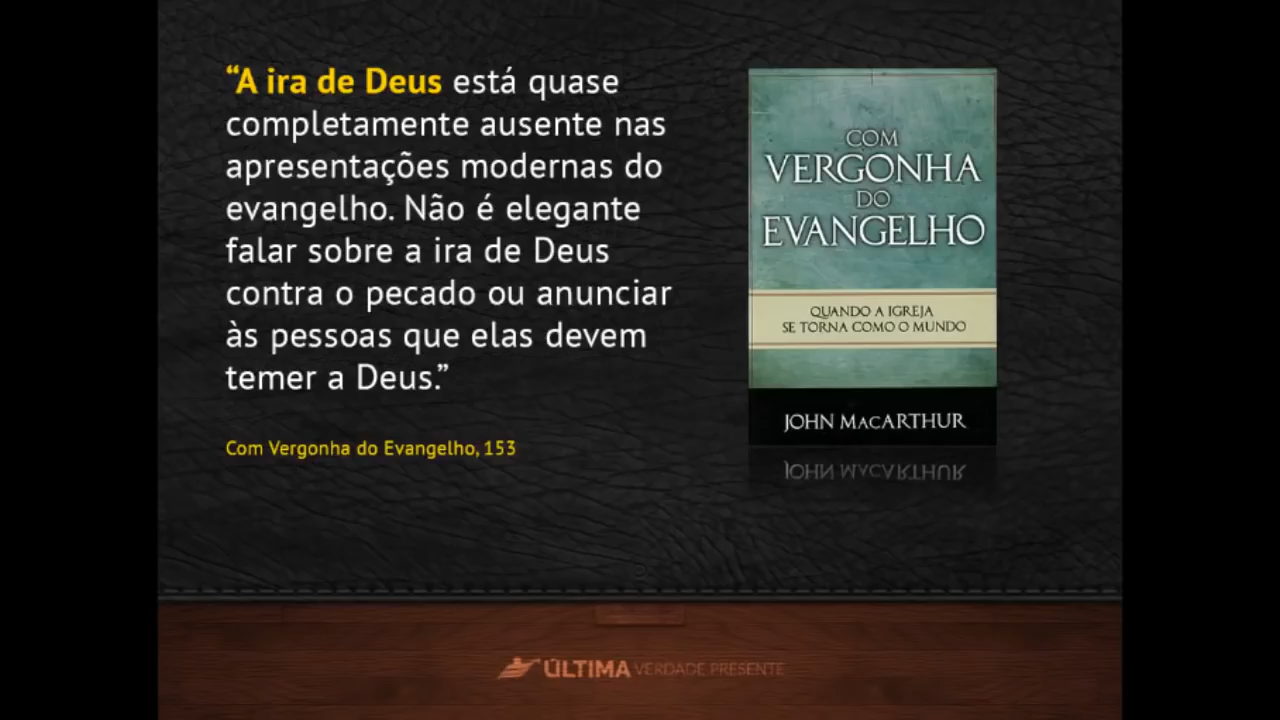 “A ira de Deus está quase
completamente ausente nas
apresentações modernas do
evangelho. Não é elegante
falar sobre a ira de Deus
contra o pecado ou anunciar
às pessoas que elas devem
temer a Deus.”
Com Vergonha do Evangelho, 153
COM
VERGONHA
DO
EVANGELHO
QUANDO A IGREJA
SE TORNA COMO O MUNDO
JOHN MACARTHUR
JOHN MACARTHUR
ÚLTIMA VERDADE PRESENTE